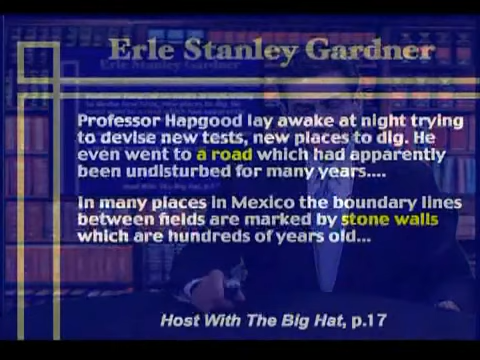 Erle Stanley Gardner
Professor Hapgood lay awake at night trying
to devise new tests, new places to dig. He
even went to a road which had apparently
been undisturbed for many years....
In many places in Mexico the boundary lines
between fields are marked by stone walls
which are hundreds of years old...
Host With The Big Hat, p.17